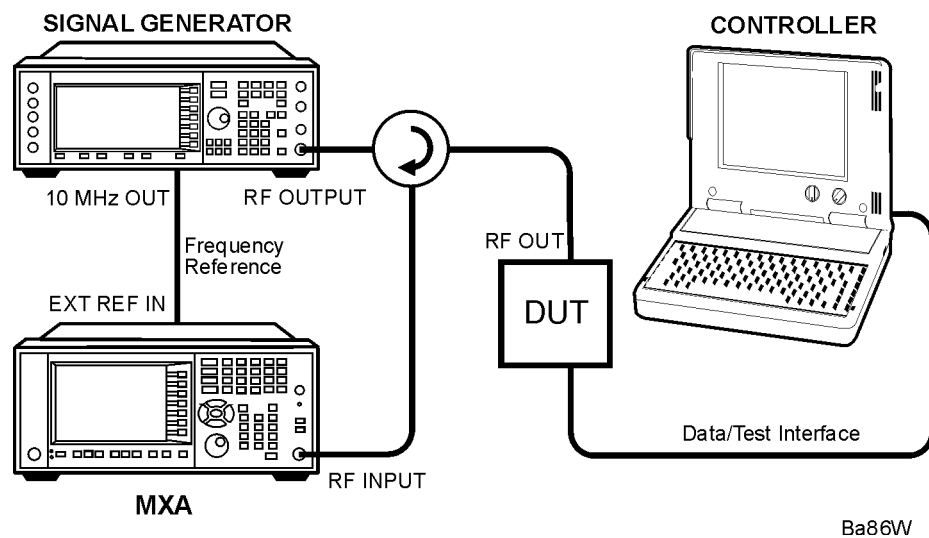 SIGNAL GENERATOR
CONTROLLER
10 MHz OUT
RF OUTPUT
Frequency
Reference
RF OUT
EXT REF IN
DUT
Data/Test Interface
RF INPUT
MXA
Ba86W